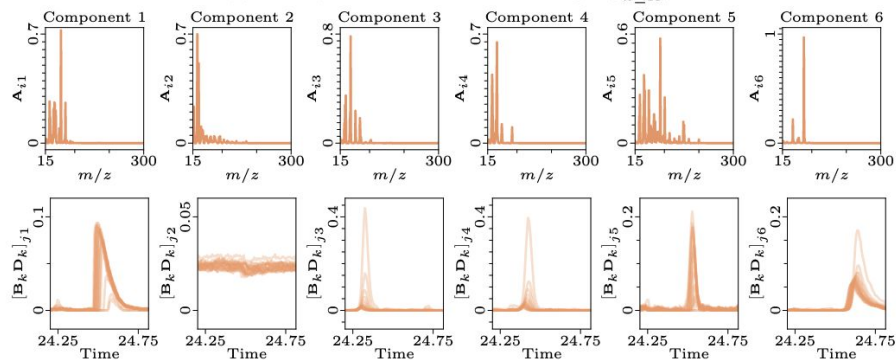 Component 1 Component 2 Component 3 Component 4 Component 5 Component 6
0.7 0.7 0.8 0.7 0.6 1
A_{i1} A_{i2} A_{i3} A_{i4} A_{i5} A_{i6}
0 0 0 0 0 0
15 300 15 300 15 300 15 300 15 300 15 300
m/z m/z m/z m/z m/z m/z
0.1 0.05 0.4 0.4 0.2 0.2
[B_k D_k]_{j1} [B_k D_k]_{j2} [B_k D_k]_{j3} [B_k D_k]_{j4} [B_k D_k]_{j5} [B_k D_k]_{j6}
0 0 0 0 0 0
24.25 24.75 24.25 24.75 24.25 24.75 24.25 24.75 24.25 24.75 24.25 24.75
Time Time Time Time Time Time